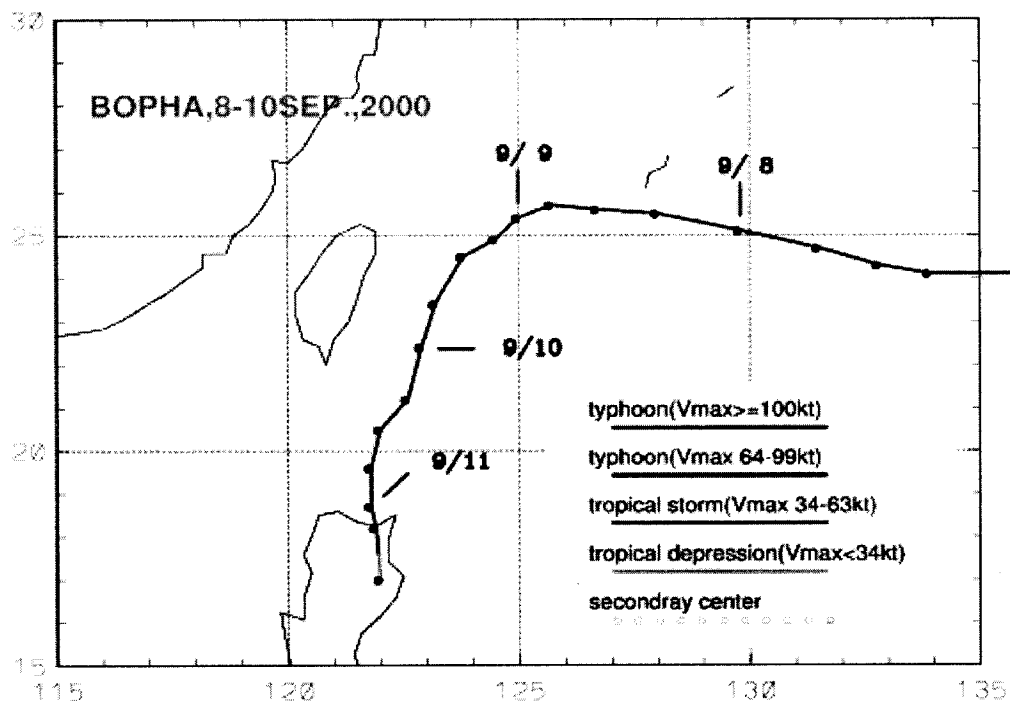 30
BOPHA,8-10SEP.,2000
9/ 9
9/ 8
25
9/10
typhoon(Vmax>=100kt)
20
9/11
typhoon(Vmax 64-99kt)
tropical storm(Vmax 34-63kt)
tropical depression(Vmax<34kt)
secondray center
15
115 120 125 130 135